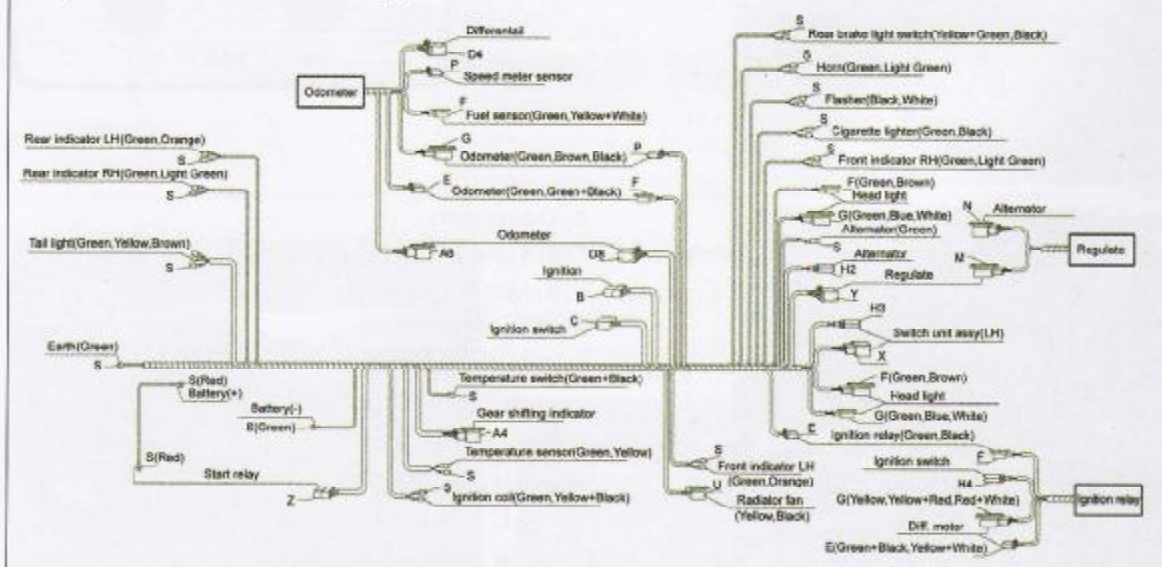 Odometer
Differentail
D4
P
Speed meter sensor
F
Fuel sensor(Green,Yellow+White)
G
Odometer(Green,Brown,Black)
P
E
Odometer(Green,Green+Black)
F
A6
Odometer
Ignition
B
C
Ignition switch
Rear indicator LH(Green,Orange)
S
Rear indicator RH(Green,Light Green)
S
Tail light(Green,Yellow,Brown)
S
Earth(Green)
S
S(Red)
Battery(+)
Battery(-)
S(Red)
Start relay
Z
Temperature switch(Green+Black)
S
Gear shifting indicator
A4
Temperature sensor(Green,Yellow)
S
Ignition coil(Green,Yellow+Black)
S
Rear brake light switch(Yellow+Green,Black)
Horn(Green,Light Green)
S
Flasher(Black,White)
S
Cigarette lighter(Green,Black)
S
Front indicator RH(Green,Light Green)
F(Green,Brown)
Head light
G(Green,Blue,White)
Alternator(Green)
S
Alternator
H2
Regulate
Y
N
Alternator
M
Regulate
H3
Switch unit assy(LH)
X
F(Green,Brown)
Head light
G(Green,Blue,White)
E
Ignition relay(Green,Black)
F
S
Front indicator LH
(Green,Orange)
U
Radiator fan
(Yellow,Black)
Ignition switch
H4
G(Yellow,Yellow+Red,Red+White)
Diff. motor
E(Green+Black,Yellow+White)
Ignition relay